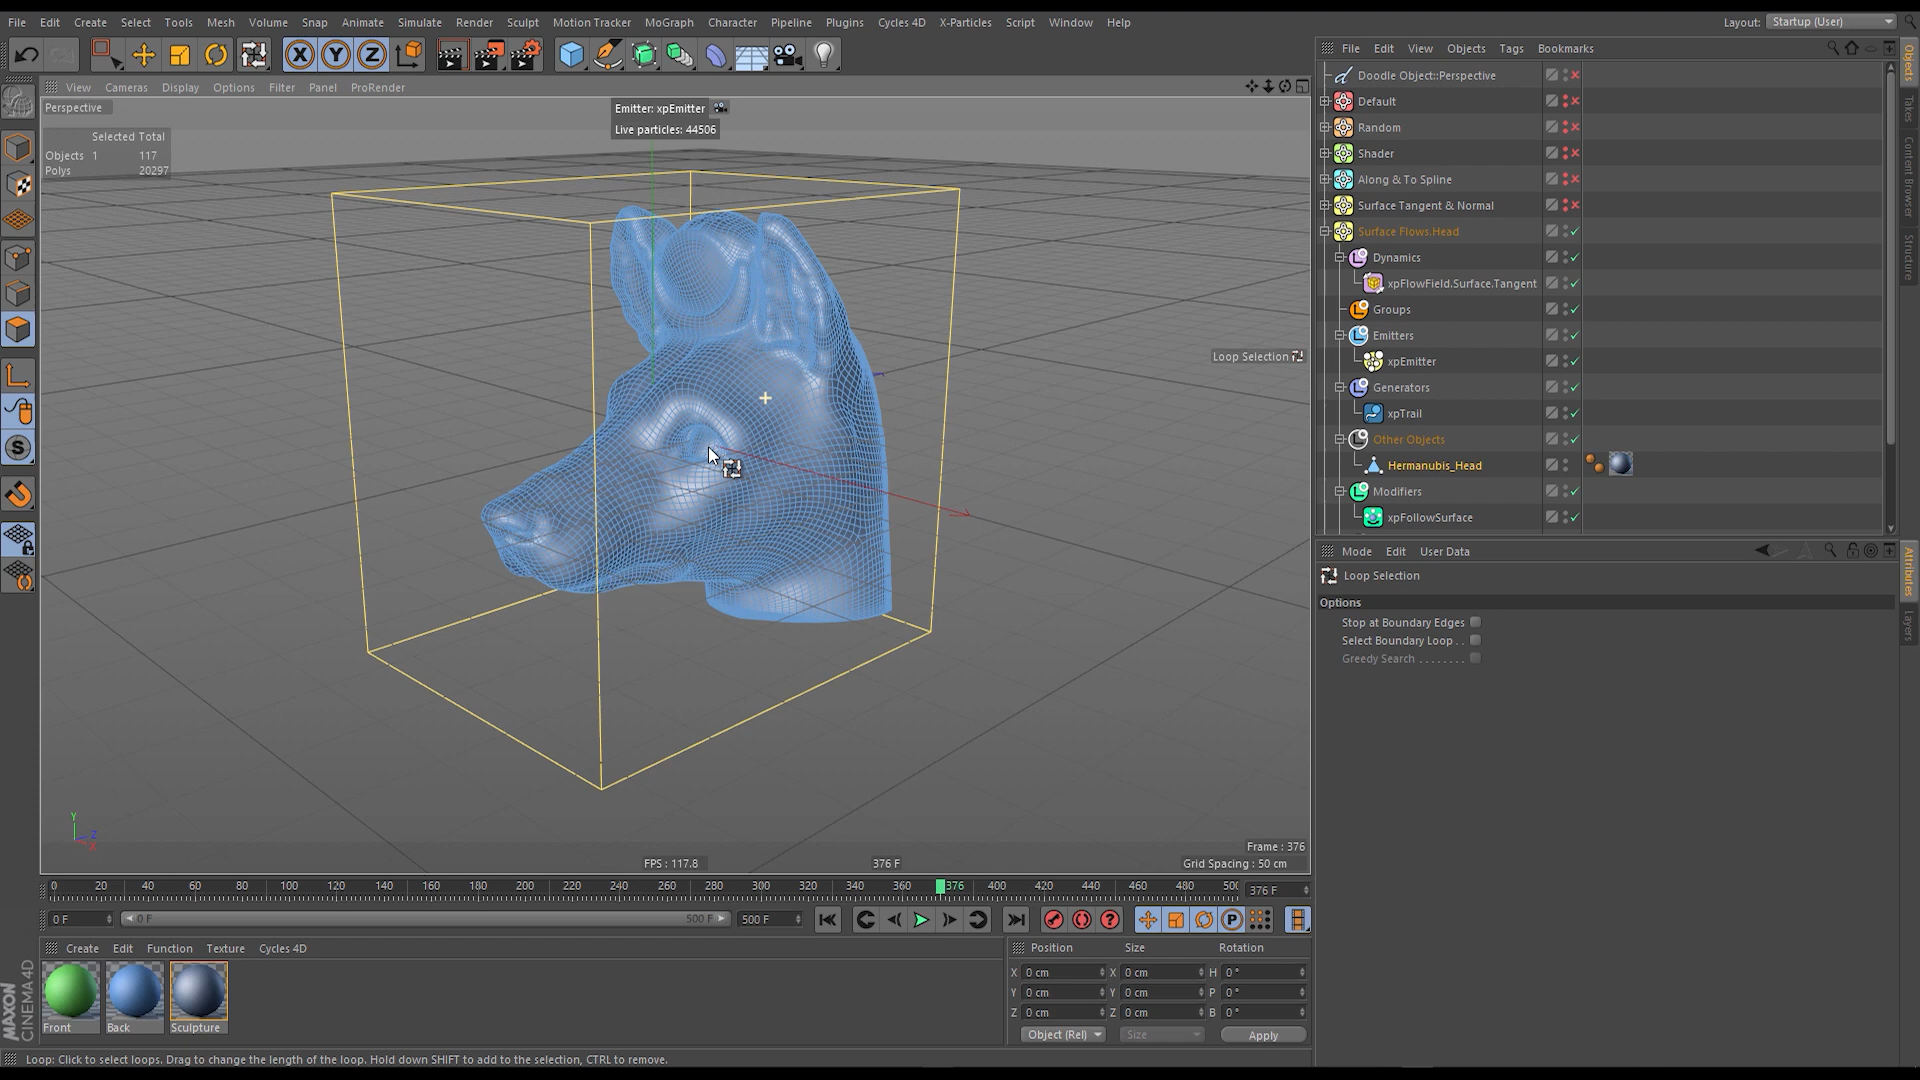 File Edit Create Select Tools Mesh Volume Snap Animate Simulate Render Sculpt Motion Tracker MoGraph Character Pipeline Plugins Cycles 4D X-Particles Script Window Help Layout: Startup (User)
X Y Z
View Cameras Display Options Filter Panel ProRender
Perspective
Emitter: xpEmitter
Live particles: 44506
Selected Total
Objects 1 117
Polys 20297
Loop Selection
Y
Z
X
Frame : 376
FPS : 117.8 376 F Grid Spacing : 50 cm
0 20 40 60 80 100 120 140 160 180 200 220 240 260 280 300 320 340 360 376 400 420 440 460 480 500 376 F
0 F 0 F 500 F 500 F
P
Create Edit Function Texture Cycles 4D
Front Back Sculpture
MAXON
CINEMA 4D
Position Size Rotation
X 0 cm X 0 cm H 0 °
Y 0 cm Y 0 cm P 0 °
Z 0 cm Z 0 cm B 0 °
Object (Rel) Size Apply
Loop: Click to select loops. Drag to change the length of the loop. Hold down SHIFT to add to the selection, CTRL to remove.
File Edit View Objects Tags Bookmarks
Doodle Object::Perspective
Default
Random
Shader
Along & To Spline
Surface Tangent & Normal
Surface Flows.Head
Dynamics
xpFlowField.Surface.Tangent
Groups
Emitters
xpEmitter
Generators
xpTrail
Other Objects
Hermanubis_Head
Modifiers
xpFollowSurface
Objects
Takes
Content Browser
Structure
Mode Edit User Data
Loop Selection
Options
Stop at Boundary Edges
Select Boundary Loop . .
Greedy Search . . . . . . . .
Attributes
Layers